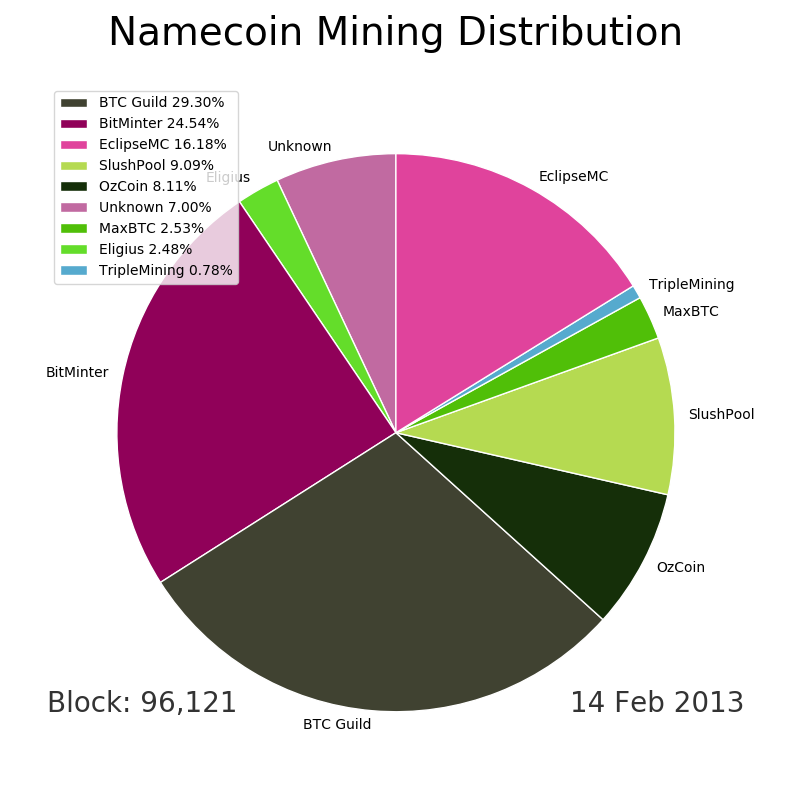 Namecoin Mining Distribution
BTC Guild 29.30%
BitMinter 24.54%
EclipseMC 16.18%
SlushPool 9.09%
OzCoin 8.11%
Unknown 7.00%
MaxBTC 2.53%
Eligius 2.48%
TripleMining 0.78%
Unknown
Eligius
EclipseMC
TripleMining
MaxBTC
BitMinter
SlushPool
OzCoin
BTC Guild
Block: 96,121
14 Feb 2013